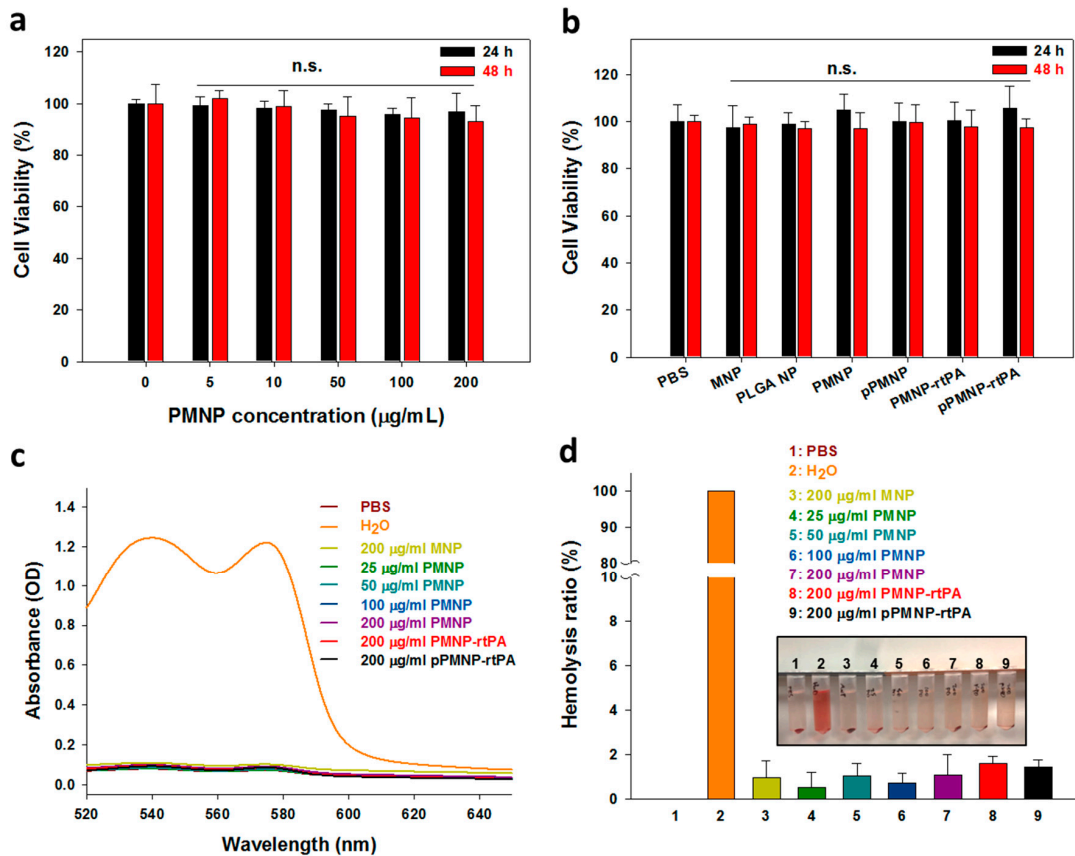 a
120
100
80
60
40
20
0
Cell Viability (%)
24 h
48 h
n.s.
0 5 10 50 100 200
PMNP concentration (µg/mL)
b
120
100
80
60
40
20
0
Cell Viability (%)
24 h
48 h
n.s.
PBS MNP PLGA NP PMNP pPMNP PMNP-rtPA pPMNP-rtPA
c
1.4
1.2
1.0
0.8
0.6
0.4
0.2
0.0
Absorbance (OD)
PBS
H₂O
200 µg/ml MNP
25 µg/ml PMNP
50 µg/ml PMNP
100 µg/ml PMNP
200 µg/ml PMNP
200 µg/ml PMNP-rtPA
200 µg/ml pPMNP-rtPA
520 540 560 580 600 620 640
Wavelength (nm)
d
1: PBS
2: H₂O
3: 200 µg/ml MNP
4: 25 µg/ml PMNP
5: 50 µg/ml PMNP
6: 100 µg/ml PMNP
7: 200 µg/ml PMNP
8: 200 µg/ml PMNP-rtPA
9: 200 µg/ml pPMNP-rtPA
100
90
80
10
8
6
4
2
0
Hemolysis ratio (%)
1 2 3 4 5 6 7 8 9
1 2 3 4 5 6 7 8 9